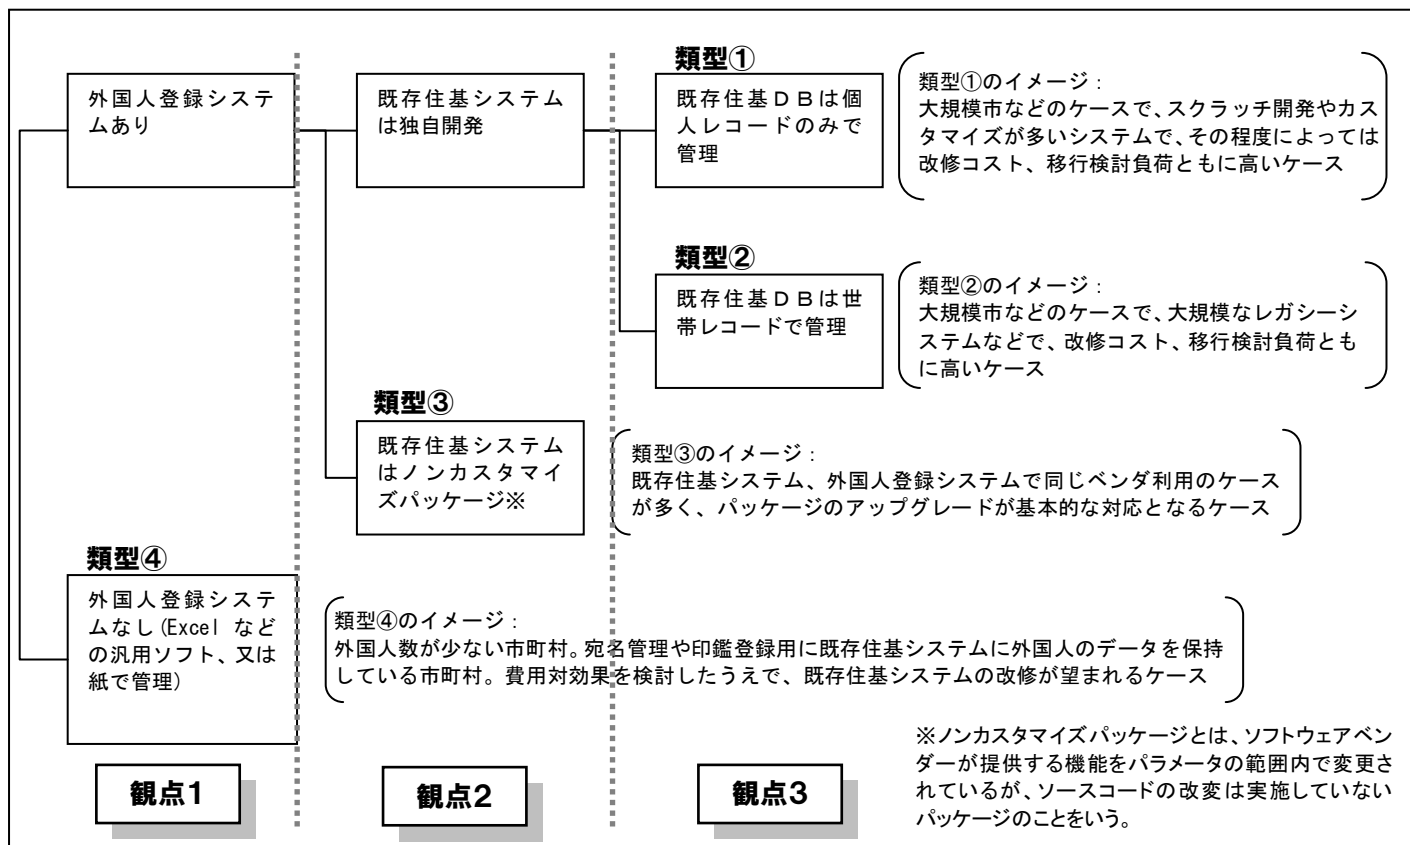 類型①
外国人登録システ
ムあり
既存住基システム
は独自開発
既存住基ＤＢは個
人レコードのみで
管理
類型①のイメージ：
大規模市などのケースで、スクラッチ開発やカス
タマイズが多いシステムで、その程度によっては
改修コスト、移行検討負荷ともに高いケース
類型②
既存住基ＤＢは世
帯レコードで管理
類型②のイメージ：
大規模市などのケースで、大規模なレガシーシ
ステムなどで、改修コスト、移行検討負荷とも
に高いケース
類型③
既存住基システム
はノンカスタマイ
ズパッケージ※
類型③のイメージ：
既存住基システム、外国人登録システムで同じベンダ利用のケース
が多く、パッケージのアップグレードが基本的な対応となるケース
類型④
外国人登録システ
ムなし(Excel など
の汎用ソフト、又は
紙で管理)
類型④のイメージ：
外国人数が少ない市町村。宛名管理や印鑑登録用に既存住基システムに外国人のデータを保持
している市町村。費用対効果を検討したうえで、既存住基システムの改修が望まれるケース
※ノンカスタマイズパッケージとは、ソフトウェアベン
ダーが提供する機能をパラメータの範囲内で変更さ
れているが、ソースコードの改変は実施していない
パッケージのことをいう。
観点1
観点2
観点3